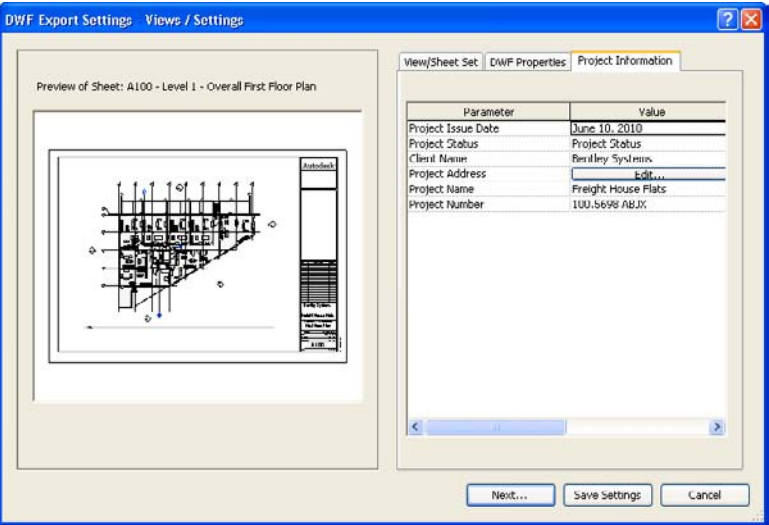 DWF Export Settings - Views / Settings
View/Sheet Set DWF Properties Project Information
Preview of Sheet: A100 - Level 1 - Overall First Floor Plan
Parameter Value
Project Issue Date June 10, 2010
Project Status Project Status
Client Name Bentley Systems
Project Address Edit...
Project Name Freight House Flats
Project Number 100.5698 ABJX
Autodesk
A100
Next... Save Settings Cancel